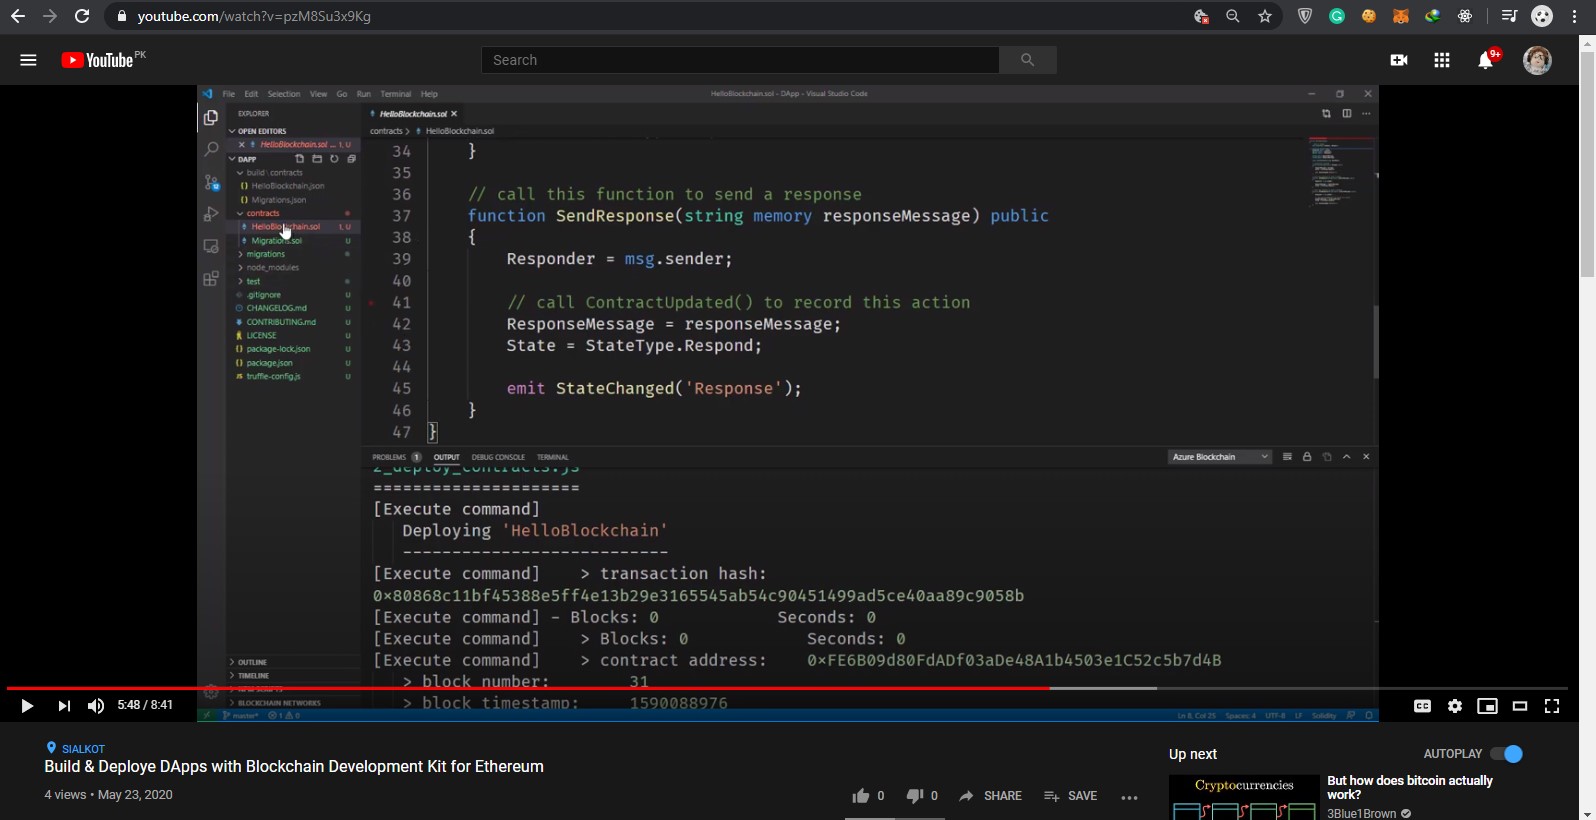 youtube.com/watch?v=pzM8Su3x9Kg
YouTube PK
Search
9+
File Edit Selection View Go Run Terminal Help
HelloBlockchain.sol - DApp - Visual Studio Code
EXPLORER
HelloBlockchain.sol
OPEN EDITORS
contracts > HelloBlockchain.sol
HelloBlockchain.sol ... 1, U
DAPP
build \ contracts
HelloBlockchain.json
Migrations.json
contracts
HelloBlockchain.sol 1, U
Migrations.sol U
migrations
node_modules
test
.gitignore U
CHANGELOG.md U
CONTRIBUTING.md U
LICENSE U
package-lock.json U
package.json U
truffle-config.js U
34 }
35
36 // call this function to send a response
37 function SendResponse(string memory responseMessage) public
38 {
39 Responder = msg.sender;
40
41 // call ContractUpdated() to record this action
42 ResponseMessage = responseMessage;
43 State = StateType.Respond;
44
45 emit StateChanged('Response');
46 }
47 }
PROBLEMS 1 OUTPUT DEBUG CONSOLE TERMINAL
Azure Blockchain
2_deploy_contracts.js
=====================
[Execute command]
Deploying 'HelloBlockchain'
---------------------------
[Execute command] > transaction hash:
0×80868c11bf45388e5ff4e13b29e3165545ab54c90451499ad5ce40aa89c9058b
[Execute command] - Blocks: 0 Seconds: 0
[Execute command] > Blocks: 0 Seconds: 0
[Execute command] > contract address: 0×FE6B09d80FdADf03aDe48A1b4503e1C52c5b7d4B
> block number: 31
> block timestamp: 1590088976
OUTLINE
TIMELINE
BLOCKCHAIN NETWORKS
master*
1 0
Ln 8, Col 25 Spaces: 4 UTF-8 LF Solidity
5:48 / 8:41
CC
SIALKOT
Build & Deploye DApps with Blockchain Development Kit for Ethereum
4 views • May 23, 2020
0 0 SHARE SAVE
Up next
AUTOPLAY
Cryptocurrencies
But how does bitcoin actually
work?
3Blue1Brown